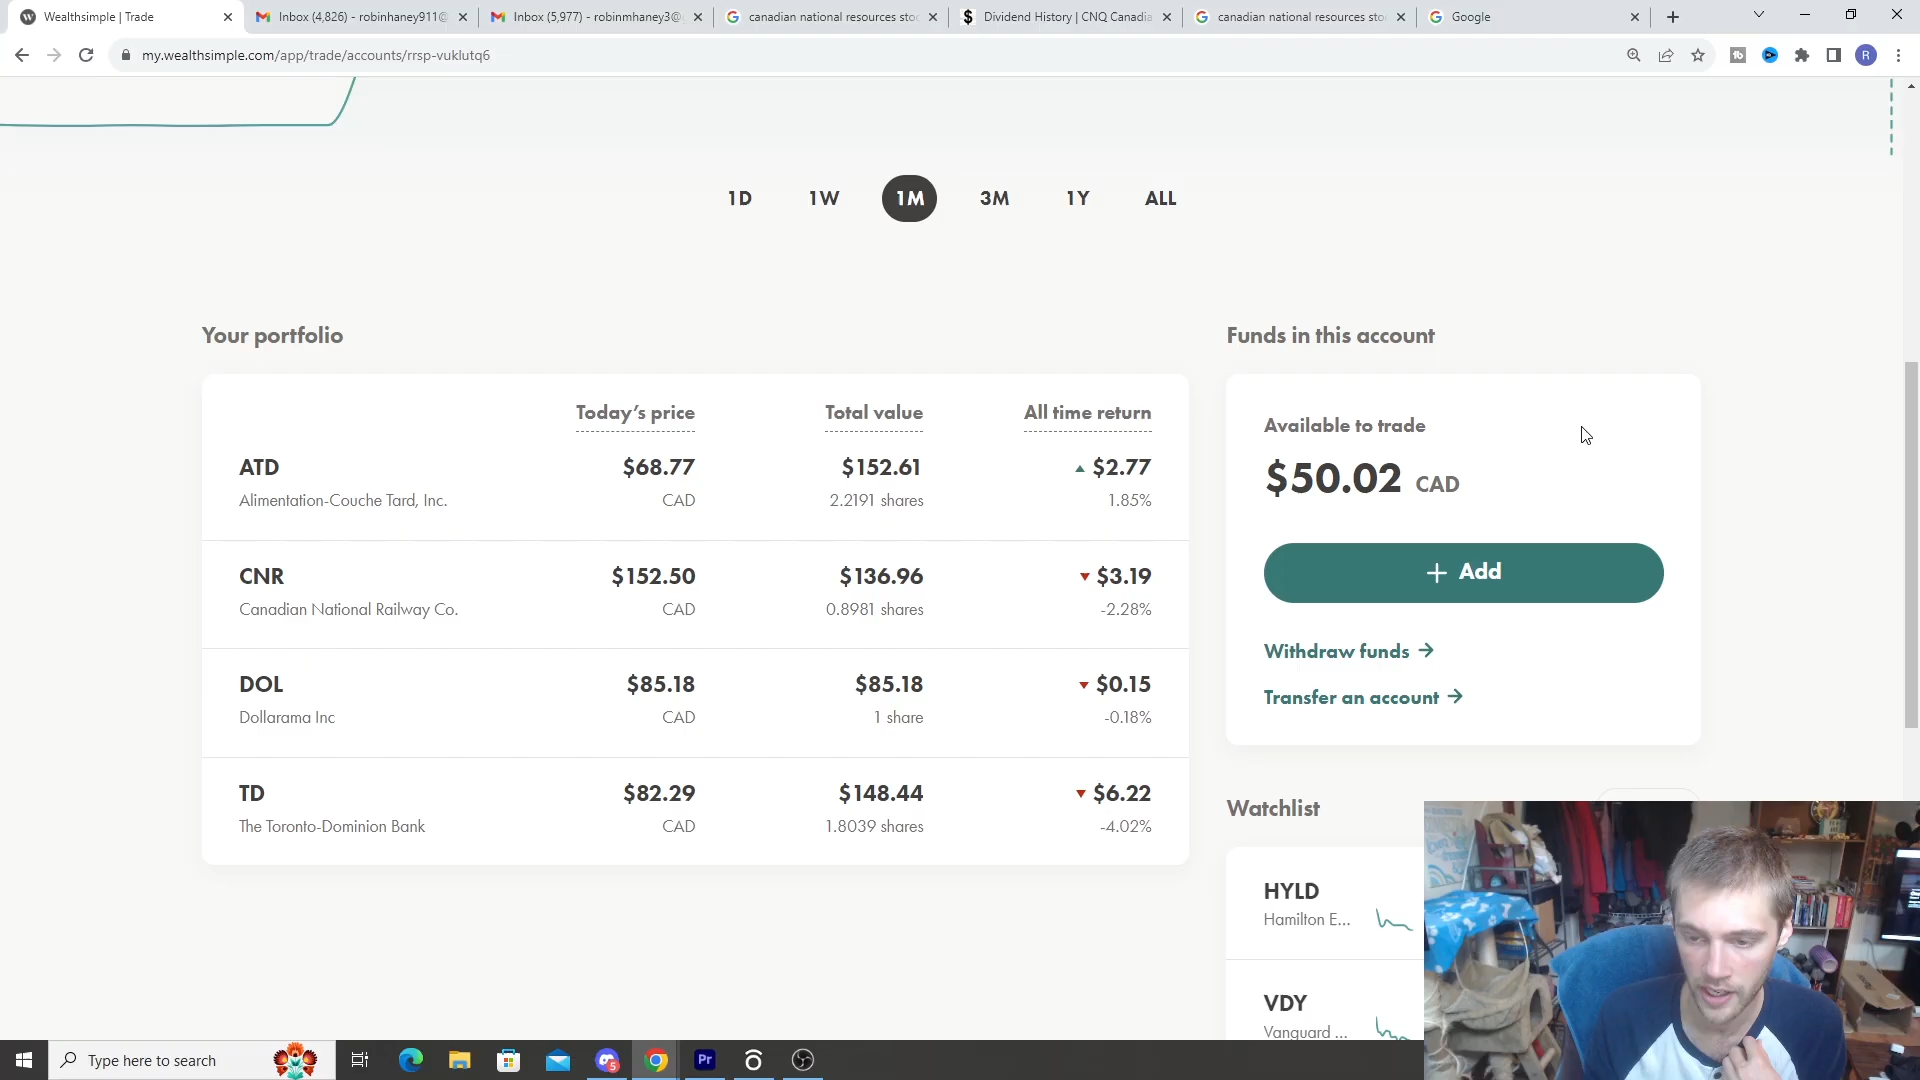 Wealthsimple | Trade
Inbox (4,826) - robinhaney911@
Inbox (5,977) - robinmhaney3@
canadian national resources sto
Dividend History | CNQ Canadia
canadian national resources sto
Google
my.wealthsimple.com/app/trade/accounts/rrsp-vuklutq6
R
1D 1W 1M 3M 1Y ALL
Your portfolio
Today's price Total value All time return
ATD $68.77 $152.61 $2.77
Alimentation-Couche Tard, Inc. CAD 2.2191 shares 1.85%
CNR $152.50 $136.96 $3.19
Canadian National Railway Co. CAD 0.8981 shares -2.28%
DOL $85.18 $85.18 $0.15
Dollarama Inc CAD 1 share -0.18%
TD $82.29 $148.44 $6.22
The Toronto-Dominion Bank CAD 1.8039 shares -4.02%
Funds in this account
Available to trade
$50.02 CAD
+ Add
Withdraw funds →
Transfer an account →
Watchlist
HYLD
Hamilton E...
VDY
Vanguard ...
Type here to search
5
Pr